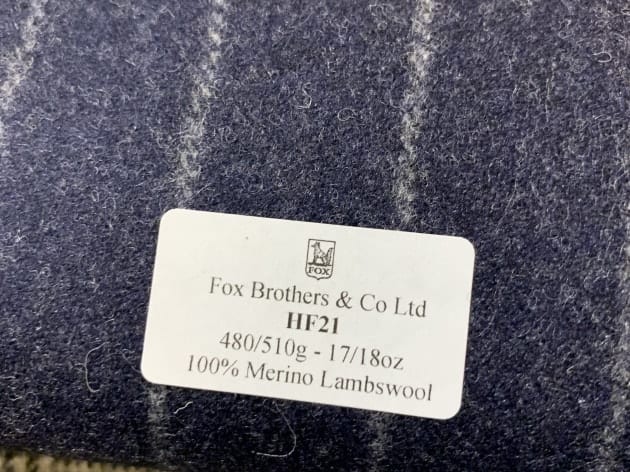 FOX
Fox Brothers & Co Ltd
HF21
480/510g - 17/18oz
100% Merino Lambswool